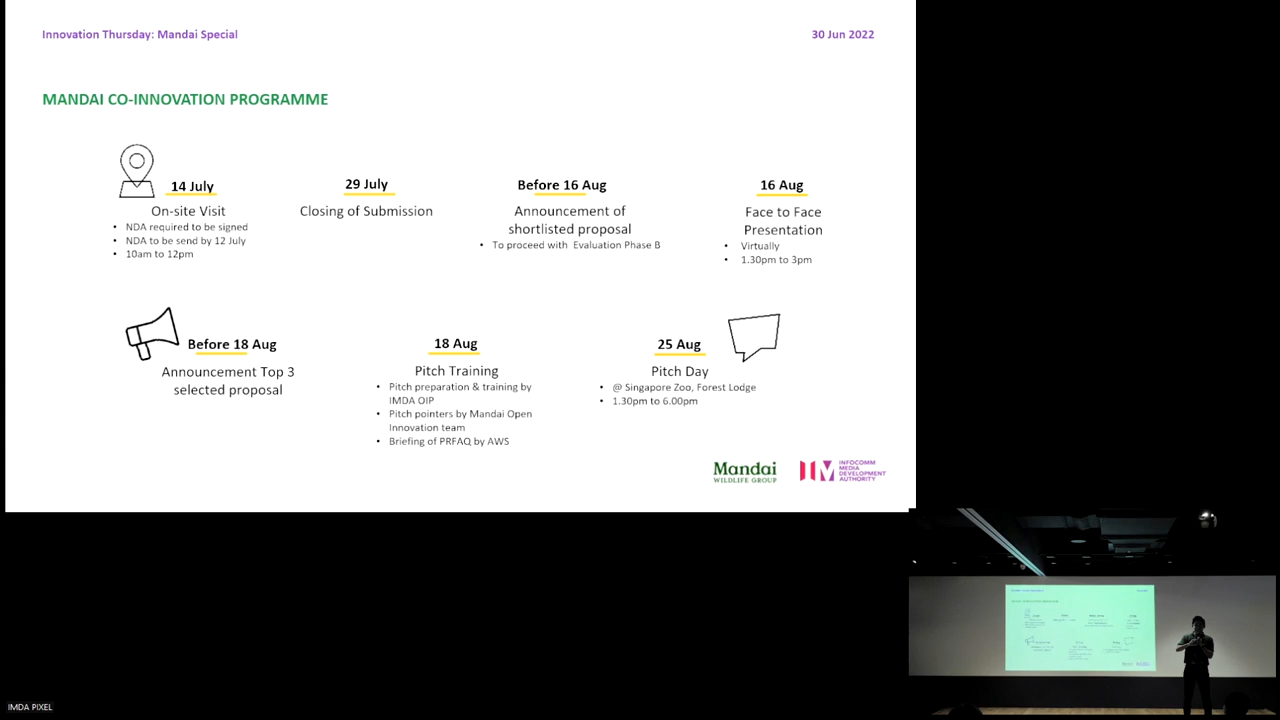 Innovation Thursday: Mandai Special
30 Jun 2022
MANDAI CO-INNOVATION PROGRAMME
14 July
On-site Visit
• NDA required to be signed
• NDA to be send by 12 July
• 10am to 12pm
29 July
Closing of Submission
Before 16 Aug
Announcement of
shortlisted proposal
• To proceed with Evaluation Phase B
16 Aug
Face to Face
Presentation
• Virtually
• 1.30pm to 3pm
Before 18 Aug
Announcement Top 3
selected proposal
18 Aug
Pitch Training
• Pitch preparation & training by
IMDA OIP
• Pitch pointers by Mandai Open
Innovation team
• Briefing of PRFAQ by AWS
25 Aug
Pitch Day
• @ Singapore Zoo, Forest Lodge
• 1.30pm to 6.00pm
Mandai
WILDLIFE GROUP
INFOCOMM
MEDIA
DEVELOPMENT
AUTHORITY
IMDA PIXEL